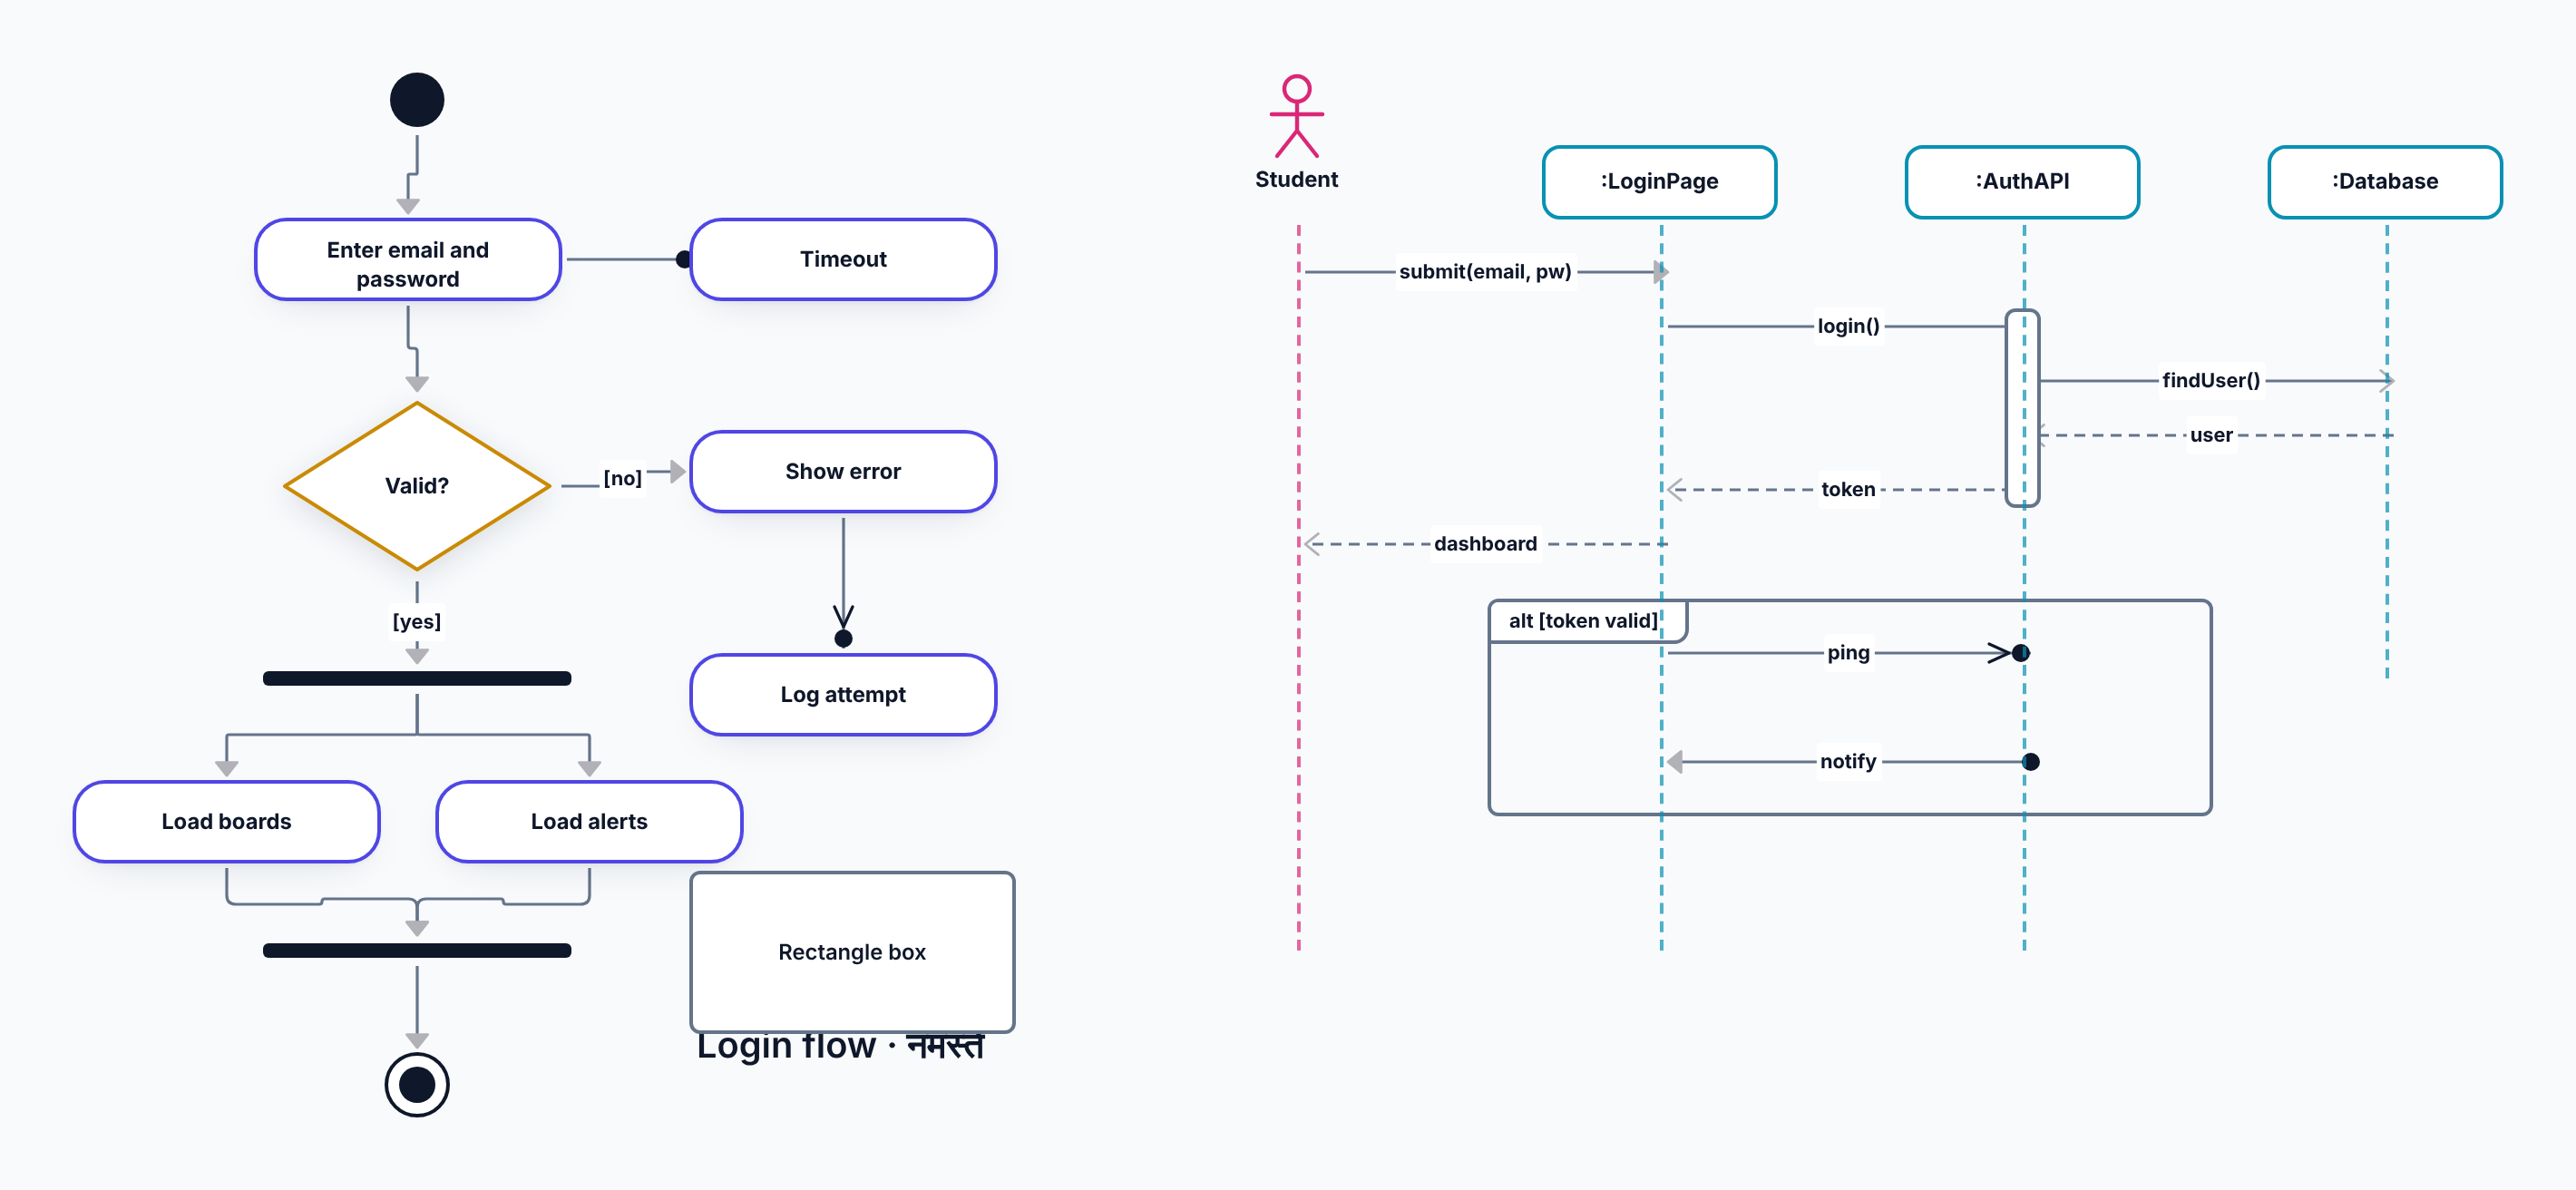 Enter email and
password
Timeout
Valid?
[no]
Show error
[yes]
Log attempt
Load boards
Load alerts
Rectangle box
Login flow · नमस्ते
Student
:LoginPage
:AuthAPI
:Database
submit(email, pw)
login()
findUser()
user
token
dashboard
alt [token valid]
ping
notify